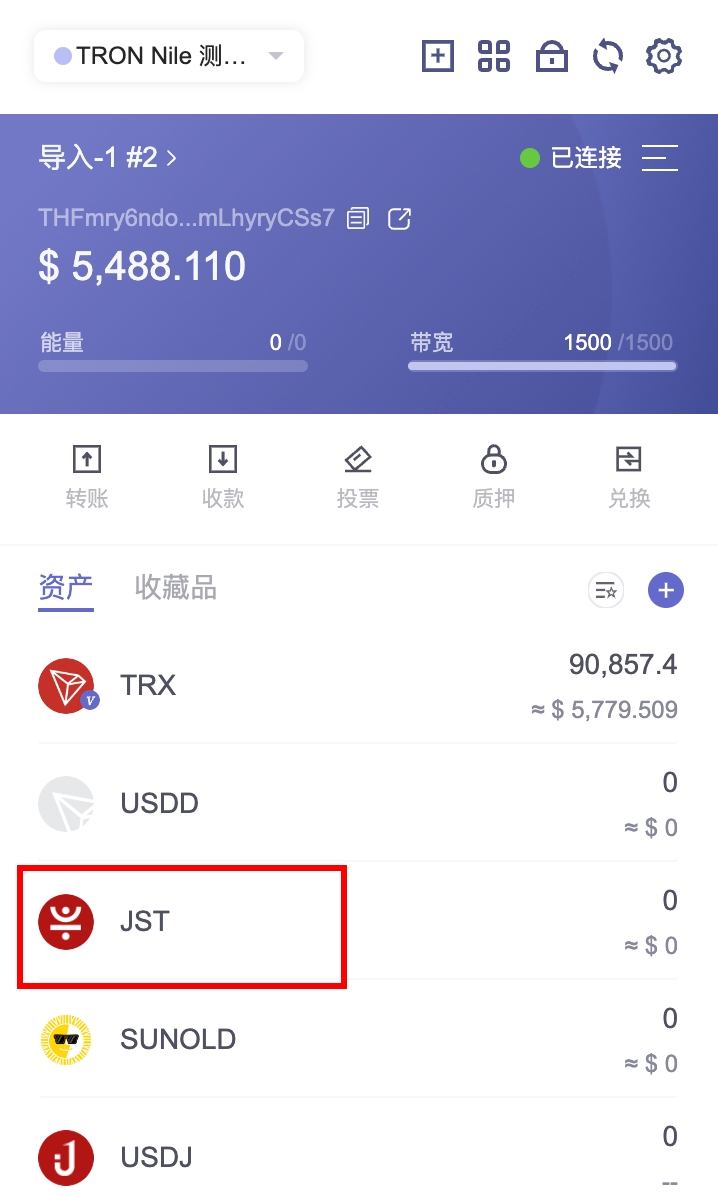 TRON Nile 测...
导入-1 #2
已连接
THFmry6ndo...mLhyryCSs7
$ 5,488.110
能量 0 /0 带宽 1500 /1500
转账 收款 投票 质押 兑换
资产 收藏品
TRX 90,857.4
≈ $ 5,779.509
USDD 0
≈ $ 0
JST 0
≈ $ 0
SUNOLD 0
≈ $ 0
USDJ 0
--